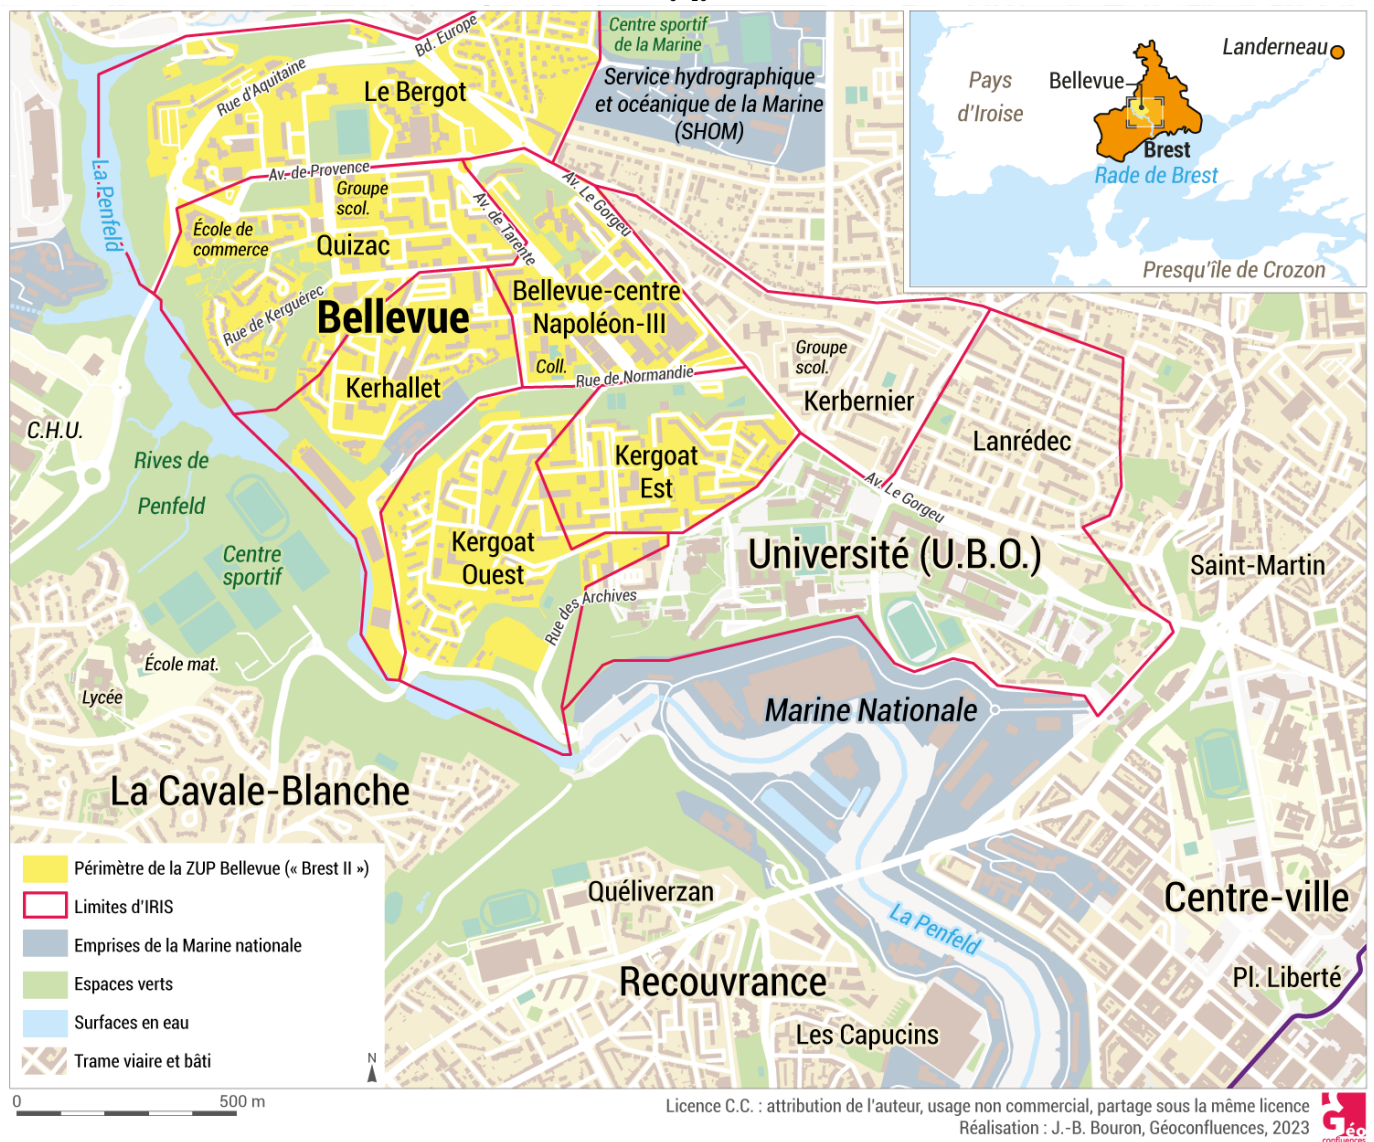 Centre sportif
de la Marine
Bd. Europe
Landerneau
Service hydrographique
et océanique de la Marine
(SHOM)
Rue d'Aquitaine
Le Bergot
Pays
d'Iroise
Bellevue
Brest
Rade de Brest
Presqu'île de Crozon
La Penfeld
Av. de Provence
Groupe
scol.
Av. Le Gorgeu
Av. de Tarente
École de
commerce
Quizac
Rue de Kerguérec
Bellevue
Bellevue-centre
Napoléon-III
Coll.
Rue de Normandie
Groupe
scol.
Kerbernier
Kerhallet
C.H.U.
Lanrédec
Rives de
Penfeld
Kergoat
Est
Av. Le Gorgeu
Centre
sportif
Kergoat
Ouest
Université (U.B.O.)
Saint-Martin
Rue des Archives
École mat.
Lycée
Marine Nationale
La Cavale-Blanche
Quéliverzan
Centre-ville
La Penfeld
Recouvrance
Pl. Liberté
Les Capucins
Périmètre de la ZUP Bellevue (« Brest II »)
Limites d'IRIS
Emprises de la Marine nationale
Espaces verts
Surfaces en eau
Trame viaire et bâti
N
0 500 m
Licence C.C. : attribution de l'auteur, usage non commercial, partage sous la même licence
Réalisation : J.-B. Bouron, Géoconfluences, 2023
Géo
confluences